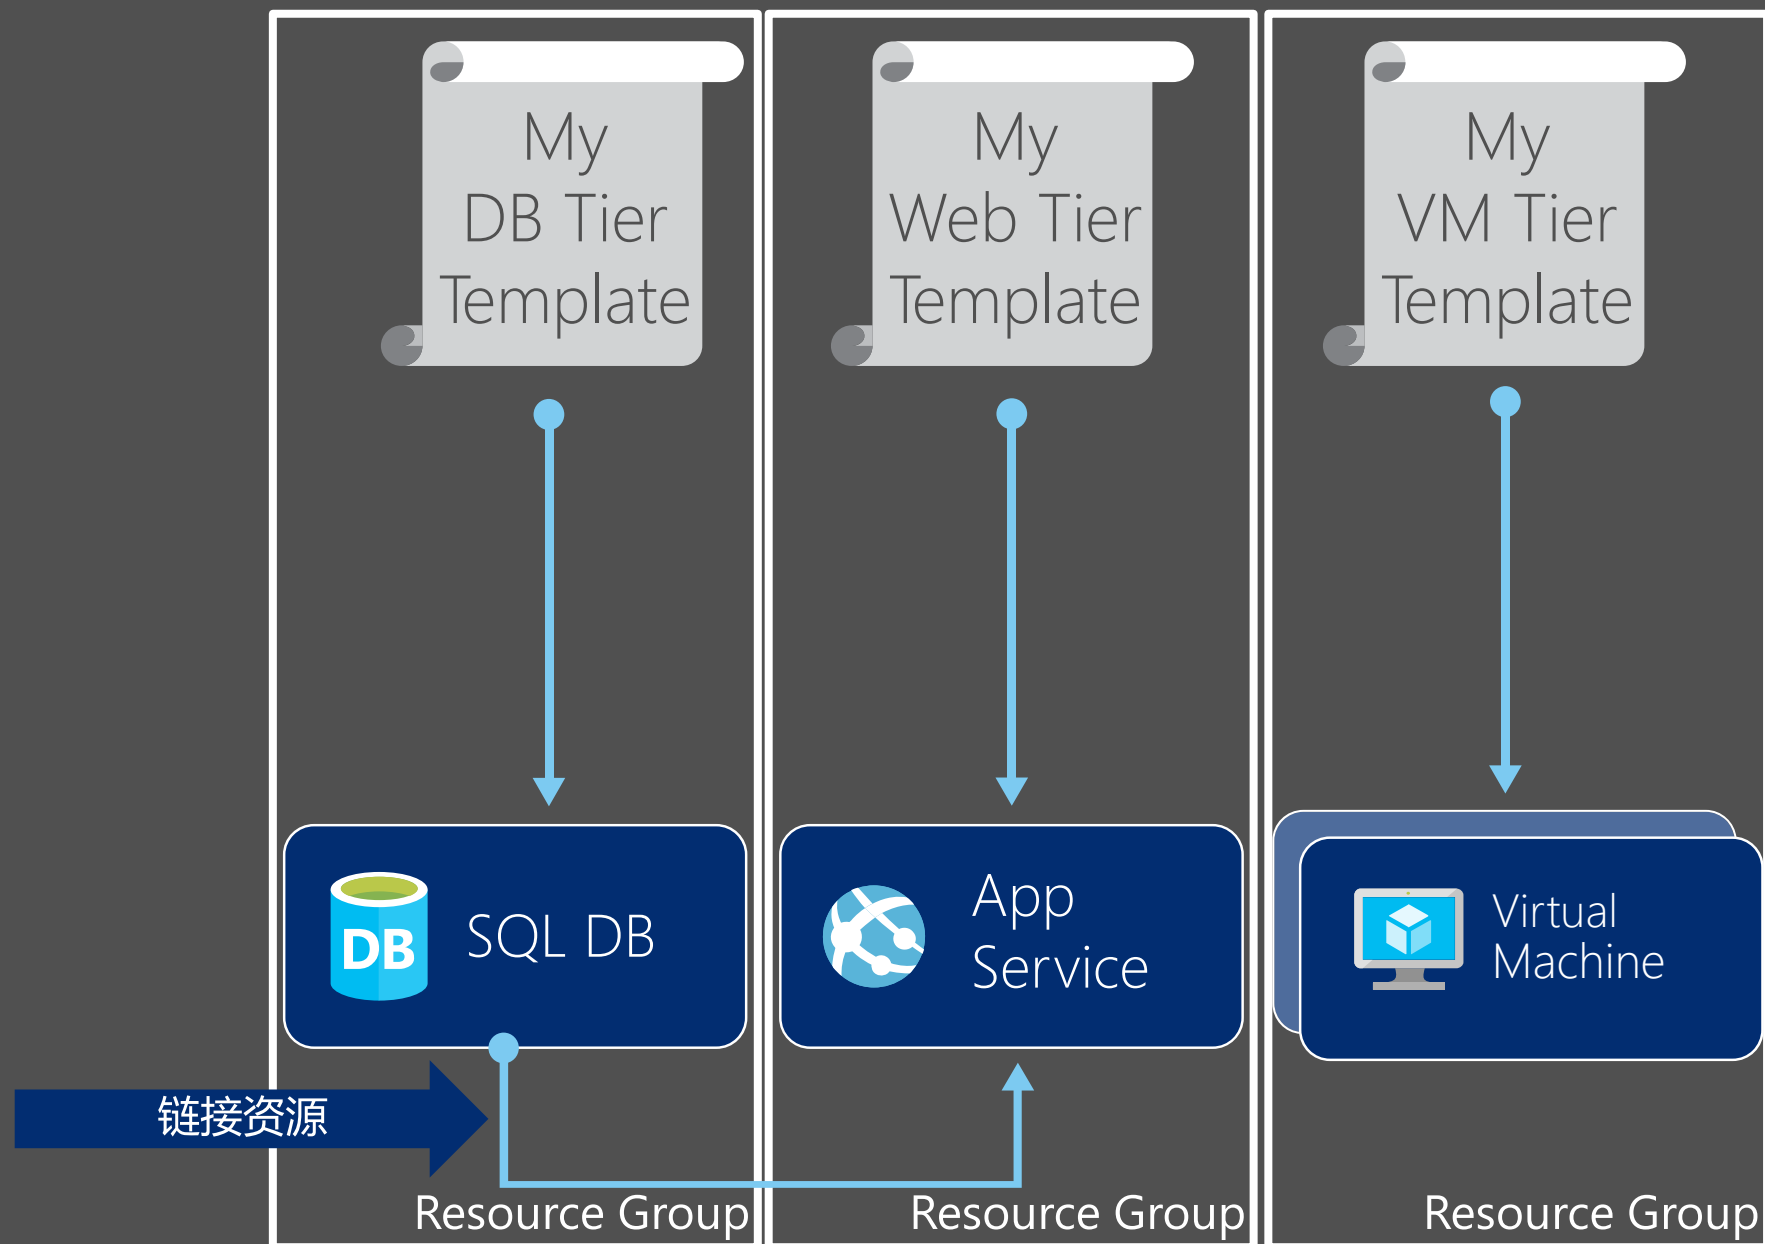 My
DB Tier
Template
My
Web Tier
Template
My
VM Tier
Template
DB
SQL DB
App
Service
Virtual
Machine
链接资源
Resource Group
Resource Group
Resource Group